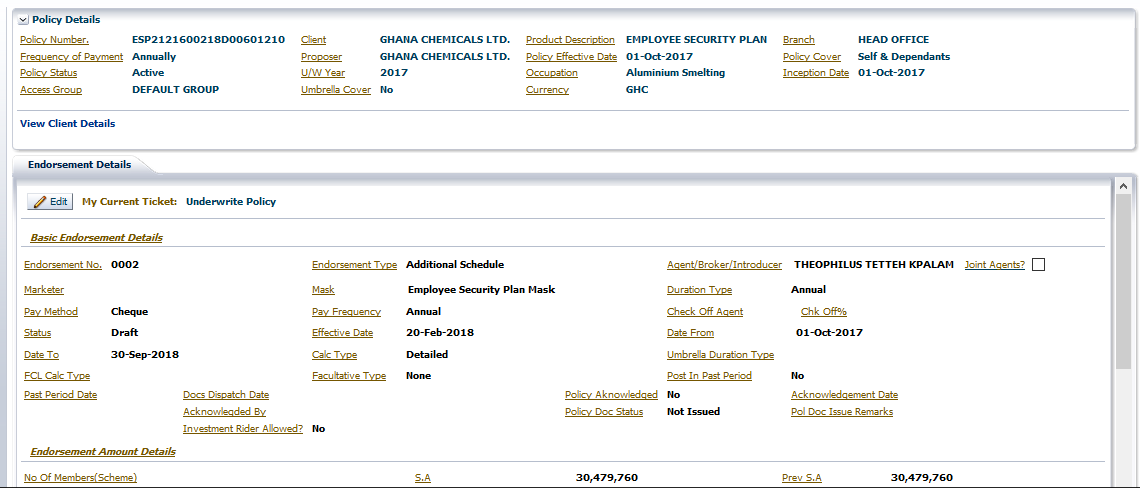 Policy Details
Policy Number. ESP2121600218D00601210 Client GHANA CHEMICALS LTD. Product Description EMPLOYEE SECURITY PLAN Branch HEAD OFFICE
Frequency of Payment Annually Proposer GHANA CHEMICALS LTD. Policy Effective Date 01-Oct-2017 Policy Cover Self & Dependants
Policy Status Active U/W Year 2017 Occupation Aluminium Smelting Inception Date 01-Oct-2017
Access Group DEFAULT GROUP Umbrella Cover No Currency GHC
View Client Details
Endorsement Details
Edit My Current Ticket: Underwrite Policy
Basic Endorsement Details
Endorsement No. 0002 Endorsement Type Additional Schedule Agent/Broker/Introducer THEOPHILUS TETTEH KPALAM Joint Agents?
Marketer Mask Employee Security Plan Mask Duration Type Annual
Pay Method Cheque Pay Frequency Annual Check Off Agent Chk Off%
Status Draft Effective Date 20-Feb-2018 Date From 01-Oct-2017
Date To 30-Sep-2018 Calc Type Detailed Umbrella Duration Type
FCL Calc Type Facultative Type None Post In Past Period No
Past Period Date Docs Dispatch Date Policy Aknowledged No Acknowledgement Date
Acknowlegded By Policy Doc Status Not Issued Pol Doc Issue Remarks
Investment Rider Allowed? No
Endorsement Amount Details
No Of Members(Scheme) S.A 30,479,760 Prev S.A 30,479,760